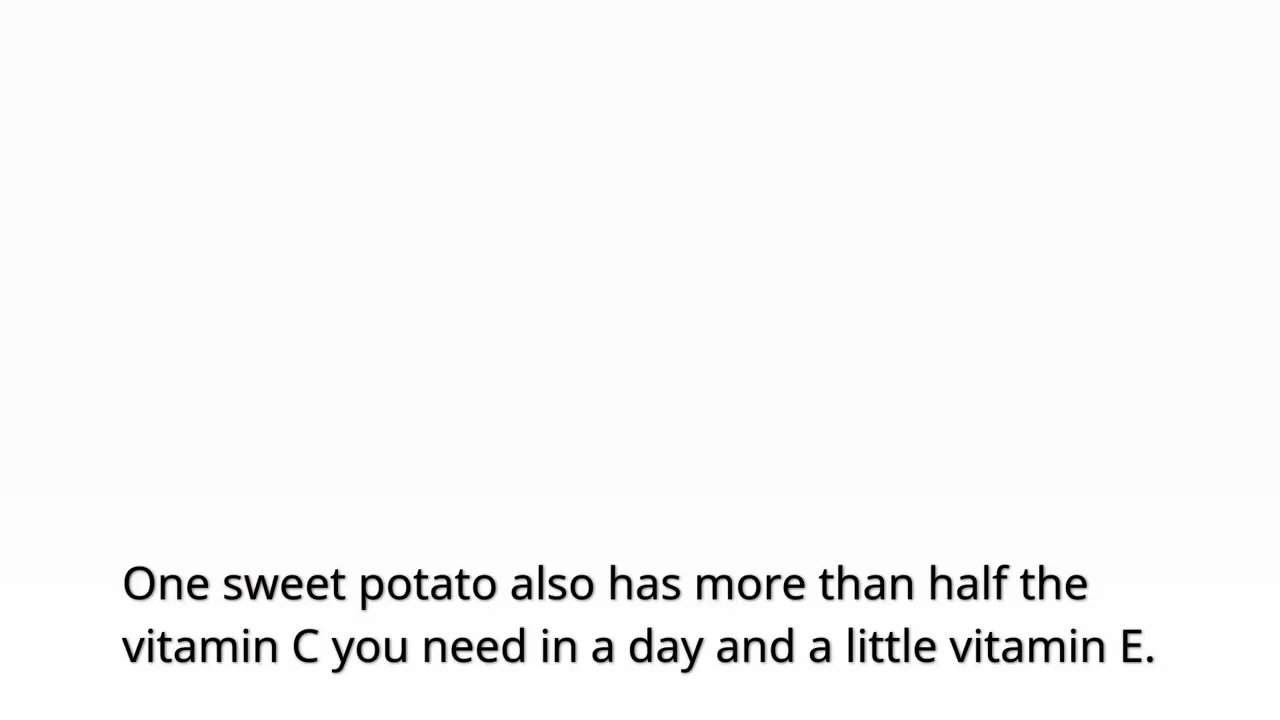 One sweet potato also has more than half the
vitamin C you need in a day and a little vitamin E.